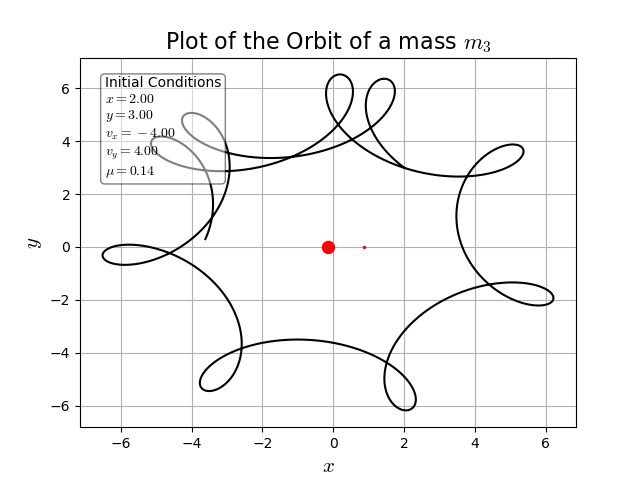 Plot of the Orbit of a mass m₃
Initial Conditions
x = 2.00
y = 3.00
vₓ = −4.00
v_y = 4.00
μ = 0.14
6
4
2
0
−2
−4
−6
y
−6 −4 −2 0 2 4 6
x